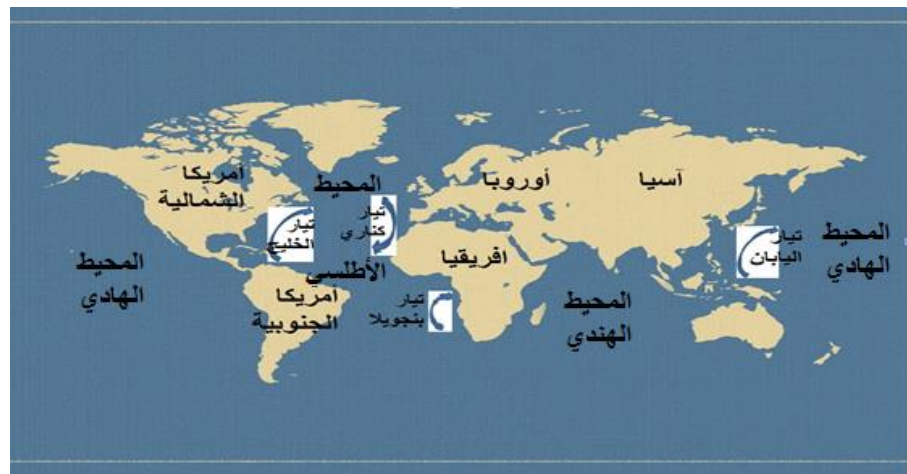 أمريكا
الشمالية
المحيط
الأطلسي
أوروبا
آسيا
تيار
الخليج
تيار
كناري
افريقيا
تيار
اليابان
المحيط
الهادي
المحيط
الهادي
أمريكا
الجنوبية
تيار
بنجويلا
المحيط
الهندي